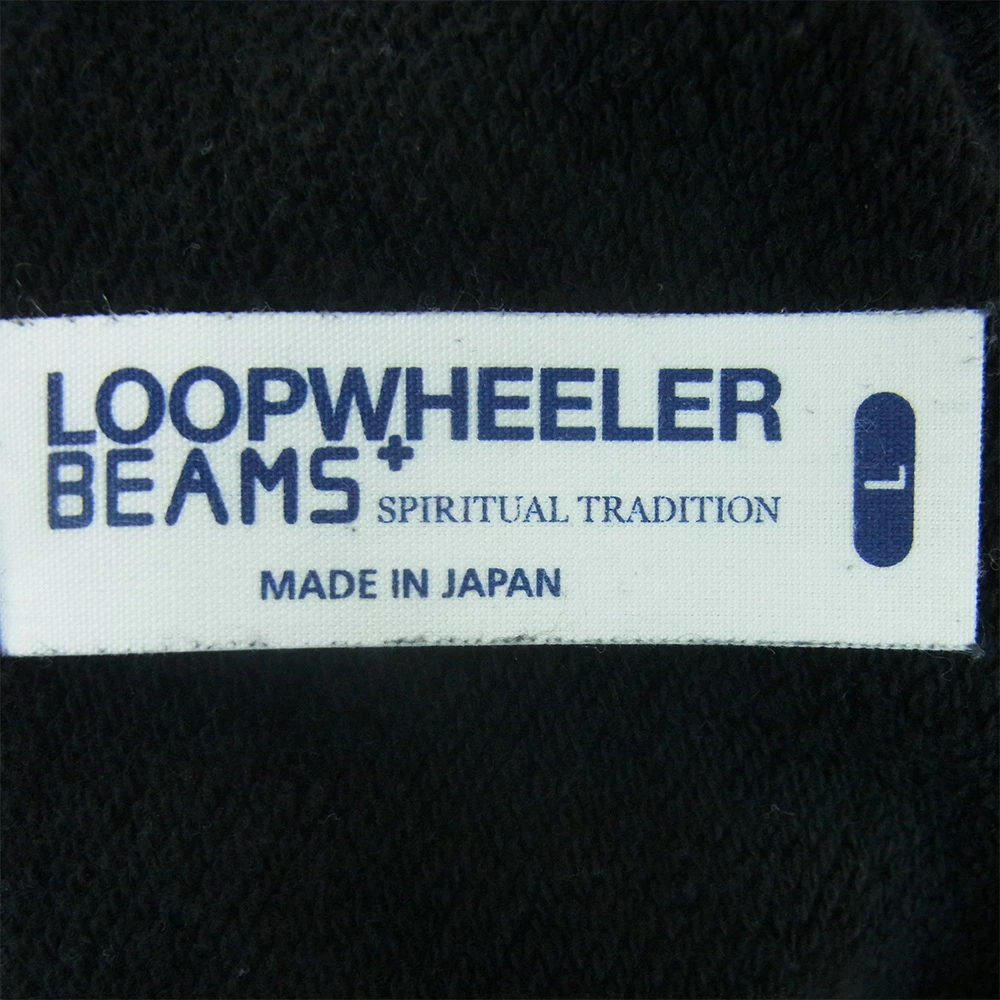 LOOPWHEELER
BEAMS+ SPIRITUAL TRADITION
MADE IN JAPAN
L